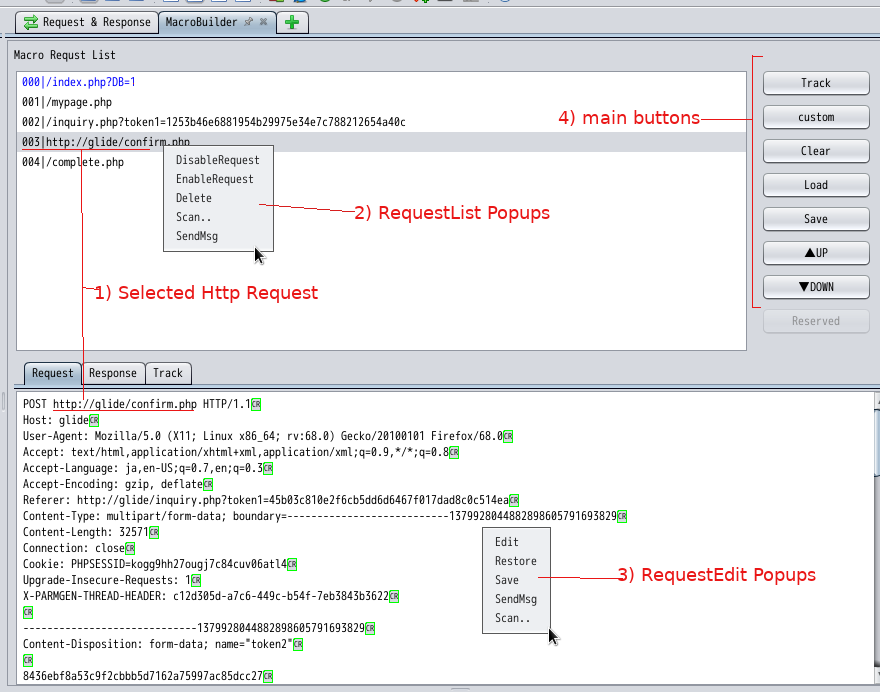 Request & Response
MacroBuilder
Macro Requst List
000|/index.php?DB=1
001|/mypage.php
002|/inquiry.php?token1=1253b46e6881954b29975e34e7c788212654a40c
003|http://glide/confirm.php
004|/complete.php
DisableRequest
EnableRequest
Delete
Scan..
SendMsg
2) RequestList Popups
1) Selected Http Request
4) main buttons
Track
custom
Clear
Load
Save
▲UP
▼DOWN
Reserved
Request
Response
Track
POST http://glide/confirm.php HTTP/1.1CR
Host: glideCR
User-Agent: Mozilla/5.0 (X11; Linux x86_64; rv:68.0) Gecko/20100101 Firefox/68.0CR
Accept: text/html,application/xhtml+xml,application/xml;q=0.9,*/*;q=0.8CR
Accept-Language: ja,en-US;q=0.7,en;q=0.3CR
Accept-Encoding: gzip, deflateCR
Referer: http://glide/inquiry.php?token1=45b03c810e2f6cb5dd6d6467f017dad8c0c514eaCR
Content-Type: multipart/form-data; boundary=---------------------------1379928044882898605791693829CR
Content-Length: 32571CR
Connection: closeCR
Cookie: PHPSESSID=kogg9hh27ougj7c84cuv06atl4CR
Upgrade-Insecure-Requests: 1CR
X-PARMGEN-THREAD-HEADER: c12d305d-a7c6-449c-b54f-7eb3843b3622CR
CR
-----------------------------1379928044882898605791693829CR
Content-Disposition: form-data; name="token2"CR
CR
8436ebf8a53c9f2cbbb5d7162a75997ac85dcc27CR
Edit
Restore
Save
SendMsg
Scan..
3) RequestEdit Popups